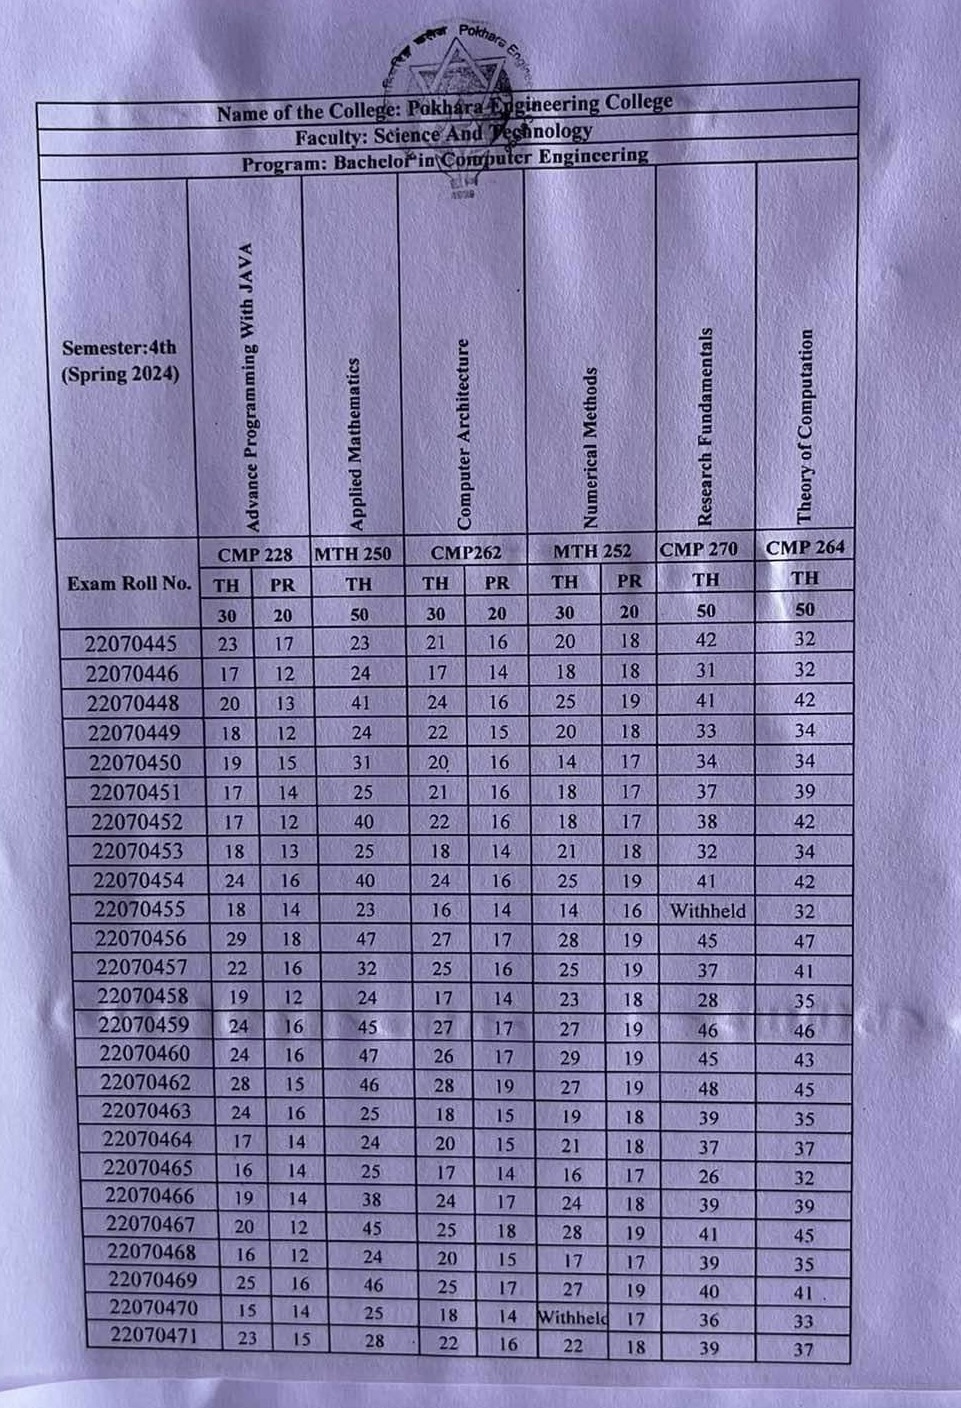 Pokhara Engi
Name of the College: Pokhara Engineering College
Faculty: Science And Technology
Program: Bachelor in Computer Engineering
Semester:4th
(Spring 2024)
Advance Programming With JAVA
Applied Mathematics
Computer Architecture
Numerical Methods
Research Fundamentals
Theory of Computation
Exam Roll No.
CMP 228 MTH 250 CMP262 MTH 252 CMP 270 CMP 264
TH PR TH TH PR TH PR TH TH
30 20 50 30 20 30 20 50 50
22070445 23 17 23 21 16 20 18 42 32
22070446 17 12 24 17 14 18 18 31 32
22070448 20 13 41 24 16 25 19 41 42
22070449 18 12 24 22 15 20 18 33 34
22070450 19 15 31 20 16 14 17 34 34
22070451 17 14 25 21 16 18 17 37 39
22070452 17 12 40 22 16 18 17 38 42
22070453 18 13 25 18 14 21 18 32 34
22070454 24 16 40 24 16 25 19 41 42
22070455 18 14 23 16 14 14 16 Withheld 32
22070456 29 18 47 27 17 28 19 45 47
22070457 22 16 32 25 16 25 19 37 41
22070458 19 12 24 17 14 23 18 28 35
22070459 24 16 45 27 17 27 19 46 46
22070460 24 16 47 26 17 29 19 45 43
22070462 28 15 46 28 19 27 19 48 45
22070463 24 16 25 18 15 19 18 39 35
22070464 17 14 24 20 15 21 18 37 37
22070465 16 14 25 17 14 16 17 26 32
22070466 19 14 38 24 17 24 18 39 39
22070467 20 12 45 25 18 28 19 41 45
22070468 16 12 24 20 15 17 17 39 35
22070469 25 16 46 25 17 27 19 40 41
22070470 15 14 25 18 14 Withheld 17 36 33
22070471 23 15 28 22 16 22 18 39 37